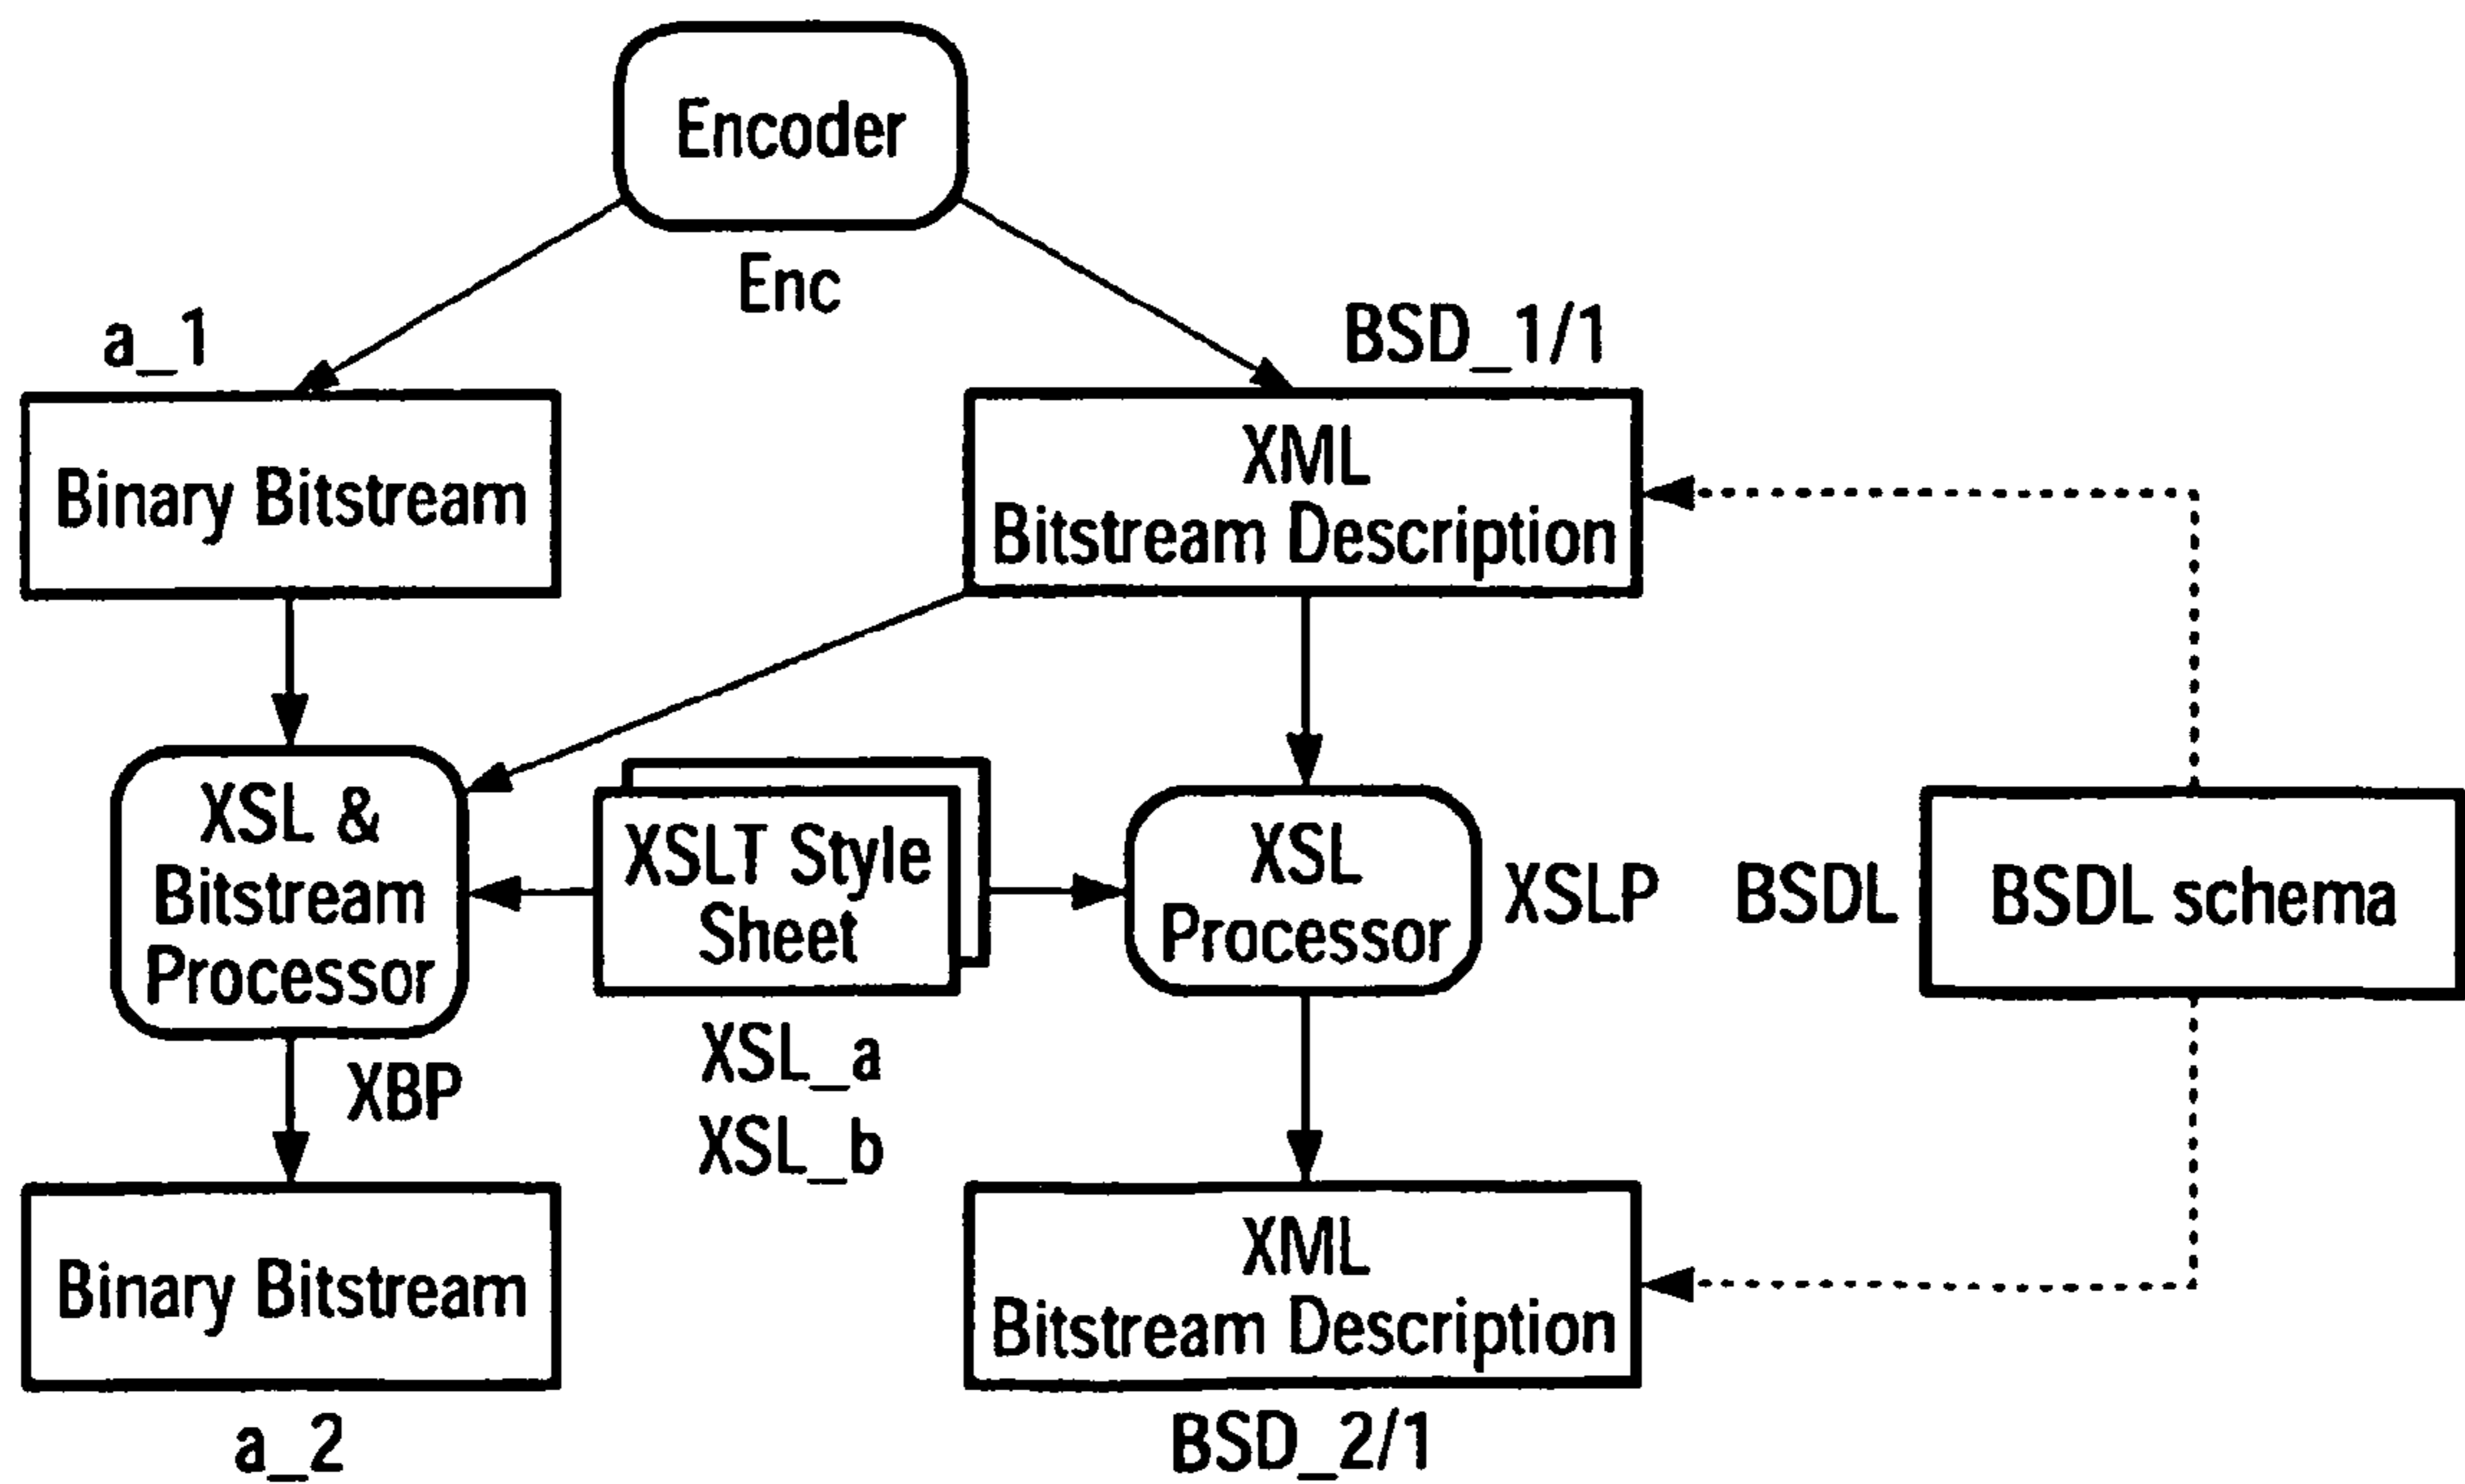 Encoder
Enc
a_1
BSD_1/1
Binary Bitstream
XML
Bitstream Description
XSL &
Bitstream
Processor
XBP
XSLT Style
Sheet
XSL_a
XSL_b
XSL
Processor
XSLP
BSDL
BSDL schema
Binary Bitstream
a_2
XML
Bitstream Description
BSD_2/1